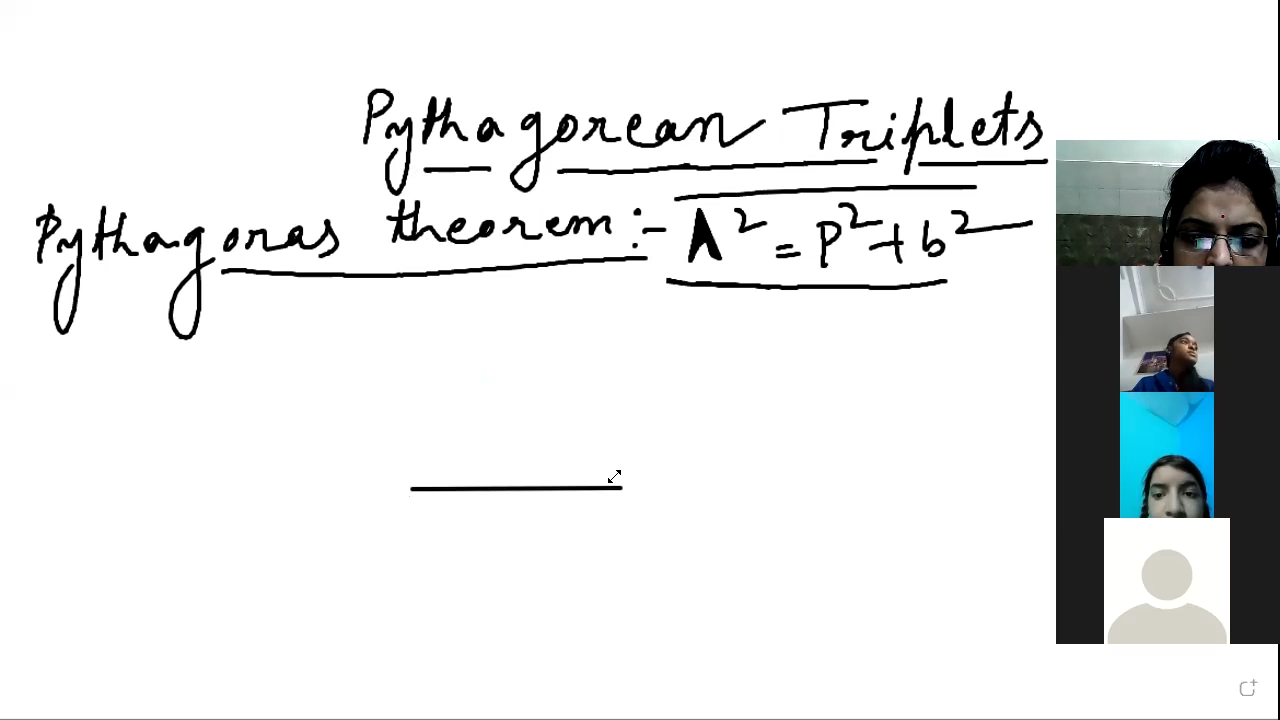 Pythagorean Triplets
Pythagoras theorem:- h² = p² + b²